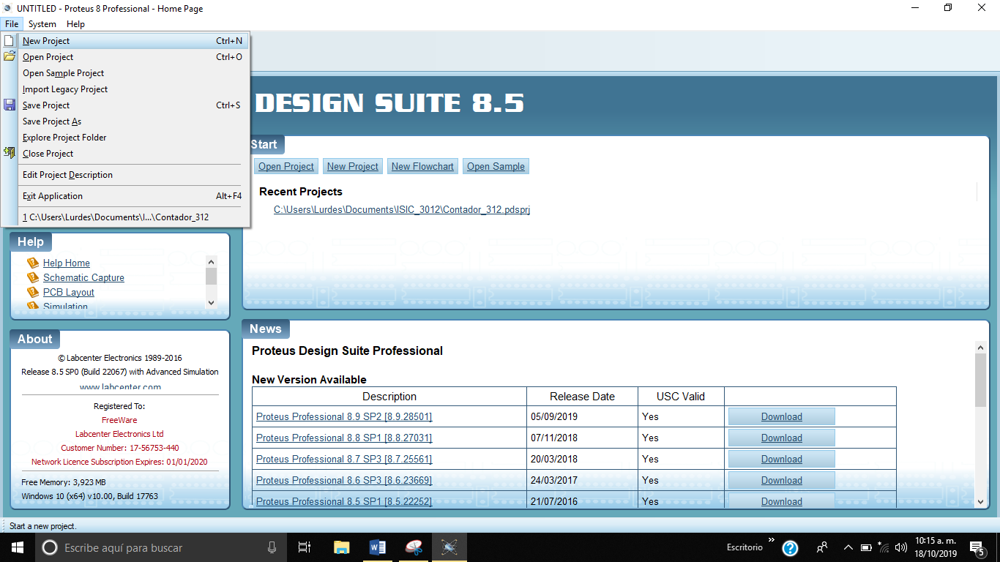 UNTITLED - Proteus 8 Professional - Home Page
File System Help
New Project Ctrl+N
Open Project Ctrl+O
Open Sample Project
Import Legacy Project
Save Project Ctrl+S
Save Project As
Explore Project Folder
Close Project
Edit Project Description
Exit Application Alt+F4
1 C:\Users\Lurdes\Documents\I...\Contador_312
DESIGN SUITE 8.5
Start
Open Project New Project New Flowchart Open Sample
Recent Projects
C:\Users\Lurdes\Documents\ISIC_3012\Contador_312.pdsprj
Help
Help Home
Schematic Capture
PCB Layout
Simulation
About
© Labcenter Electronics 1989-2016
Release 8.5 SP0 (Build 22067) with Advanced Simulation
www.labcenter.com
Registered To:
FreeWare
Labcenter Electronics Ltd
Customer Number: 17-56753-440
Network Licence Subscription Expires: 01/01/2020
Free Memory: 3,923 MB
Windows 10 (x64) v10.00, Build 17763
News
Proteus Design Suite Professional
New Version Available
Description Release Date USC Valid
Proteus Professional 8.9 SP2 [8.9.28501] 05/09/2019 Yes Download
Proteus Professional 8.8 SP1 [8.8.27031] 07/11/2018 Yes Download
Proteus Professional 8.7 SP3 [8.7.25561] 20/03/2018 Yes Download
Proteus Professional 8.6 SP3 [8.6.23669] 24/03/2017 Yes Download
Proteus Professional 8.5 SP1 [8.5.22252] 21/07/2016 Yes Download
Start a new project.
Escribe aquí para buscar
Escritorio
10:15 a. m.
18/10/2019
5